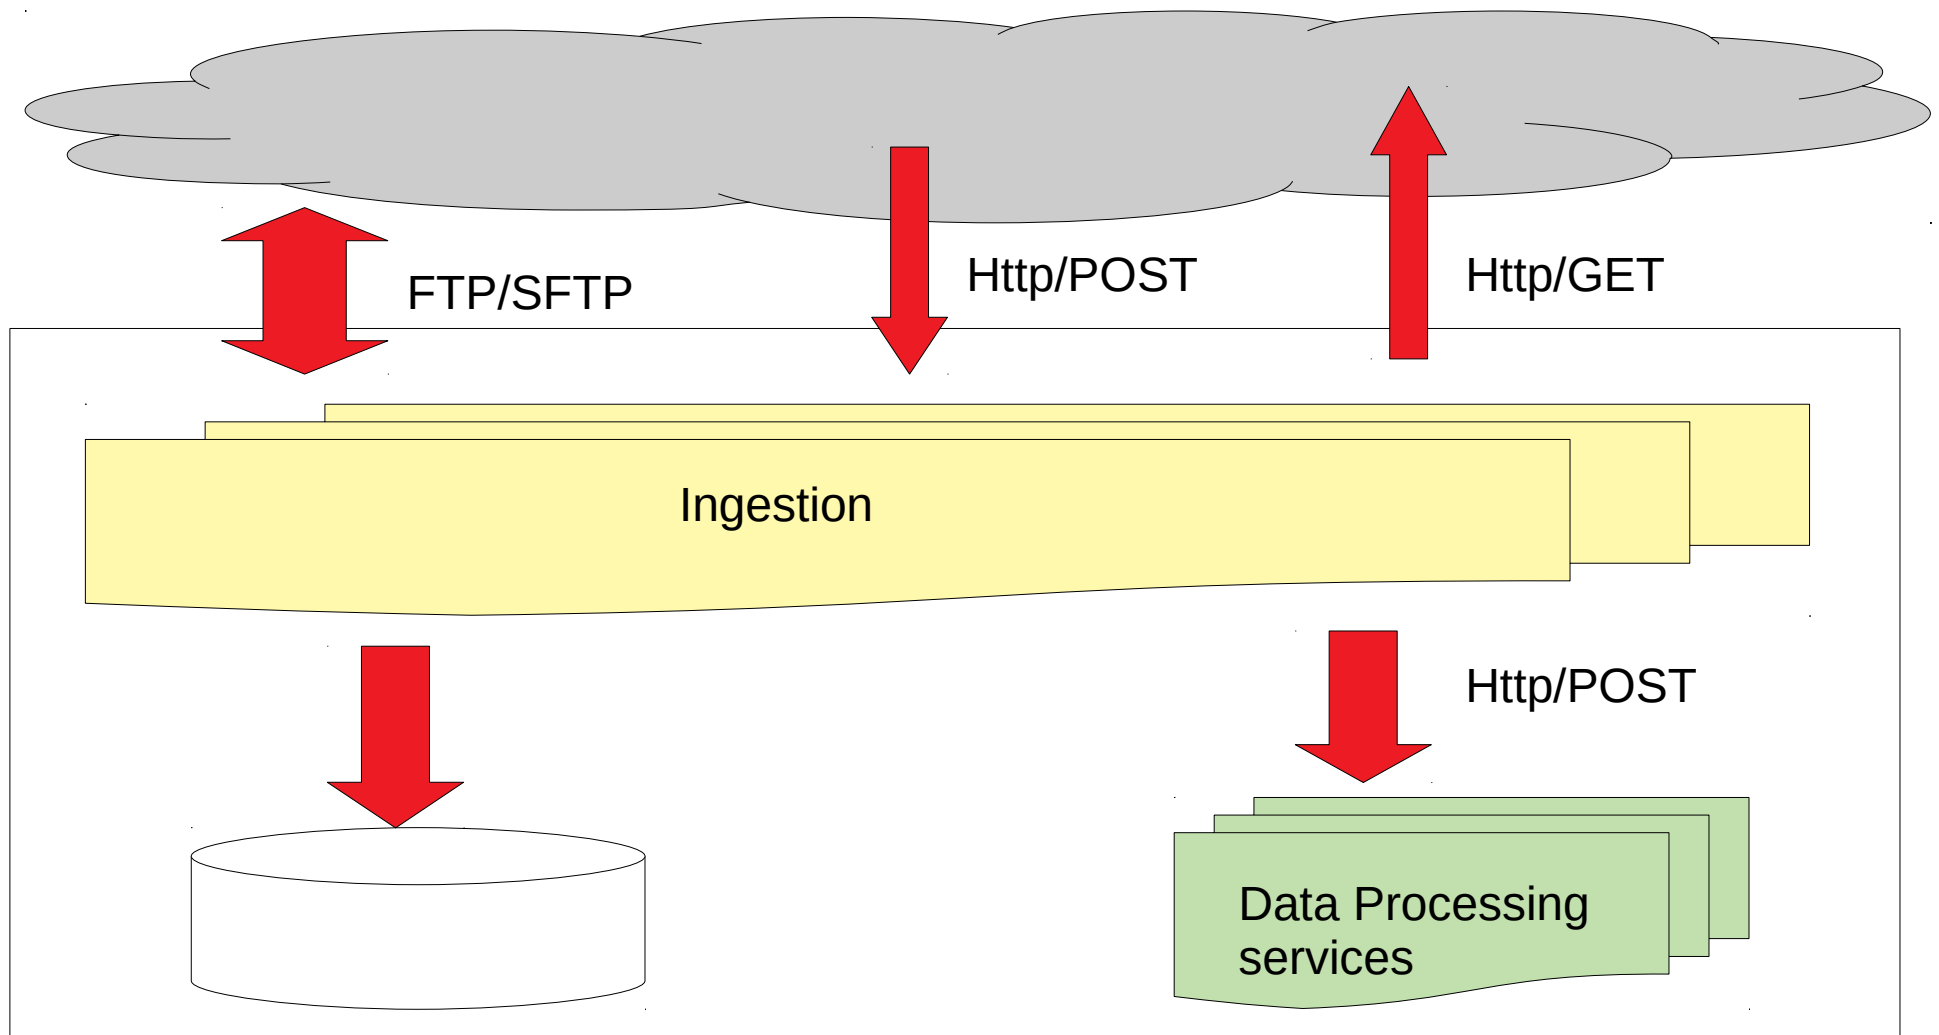 FTP/SFTP
Http/POST
Http/GET
Ingestion
Http/POST
Data Processing
services